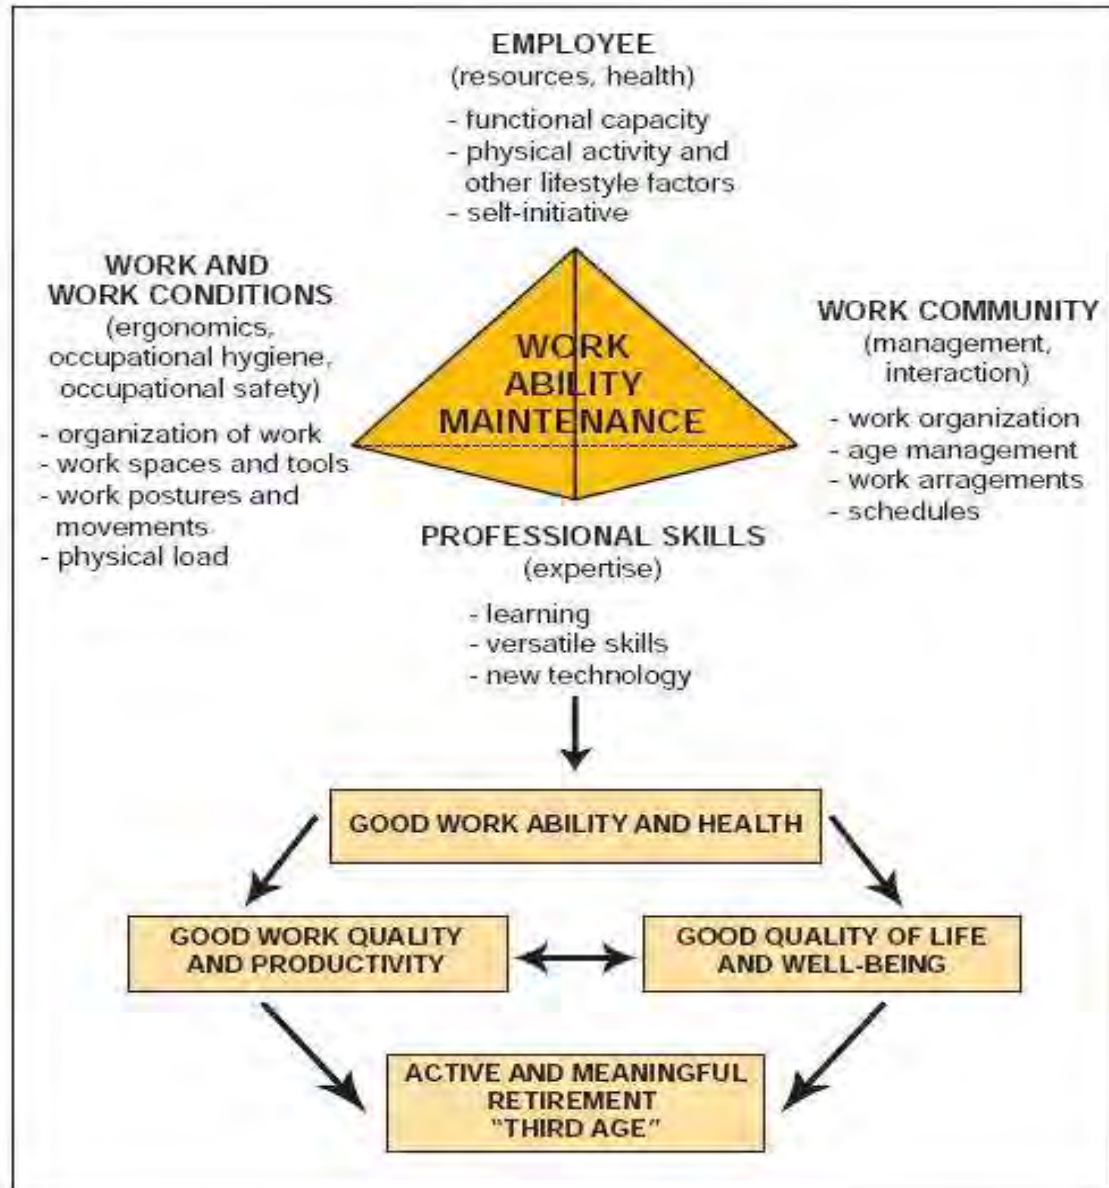 EMPLOYEE
(resources, health)
- functional capacity
- physical activity and
other lifestyle factors
- self-initiative
WORK AND
WORK CONDITIONS
(ergonomics,
occupational hygiene,
occupational safety)
- organization of work
- work spaces and tools
- work postures and
movements
- physical load
WORK
ABILITY
MAINTENANCE
WORK COMMUNITY
(management,
interaction)
- work organization
- age management
- work arragements
- schedules
PROFESSIONAL SKILLS
(expertise)
- learning
- versatile skills
- new technology
GOOD WORK ABILITY AND HEALTH
GOOD WORK QUALITY
AND PRODUCTIVITY
GOOD QUALITY OF LIFE
AND WELL-BEING
ACTIVE AND MEANINGFUL
RETIREMENT
"THIRD AGE"